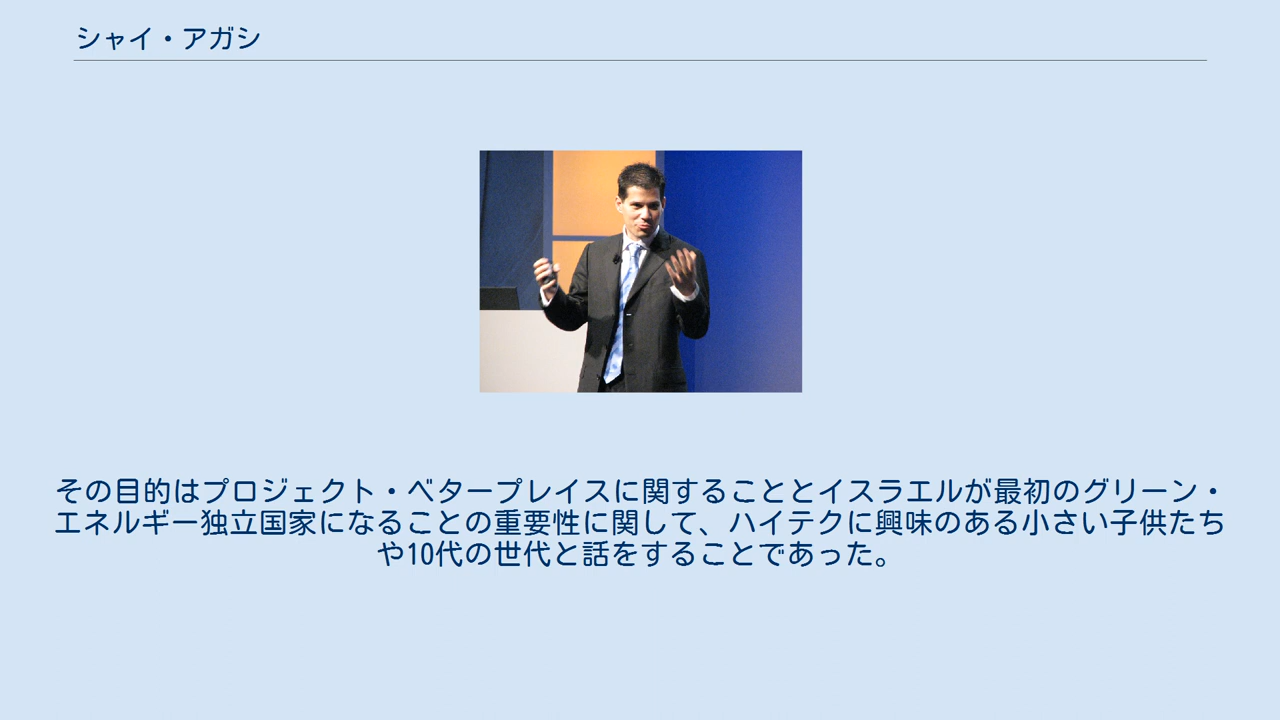 シャイ・アガシ
その目的はプロジェクト・ベタープレイスに関することとイスラエルが最初のグリーン・
エネルギー独立国家になることの重要性に関して、ハイテクに興味のある小さい子供たち
や10代の世代と話をすることであった。